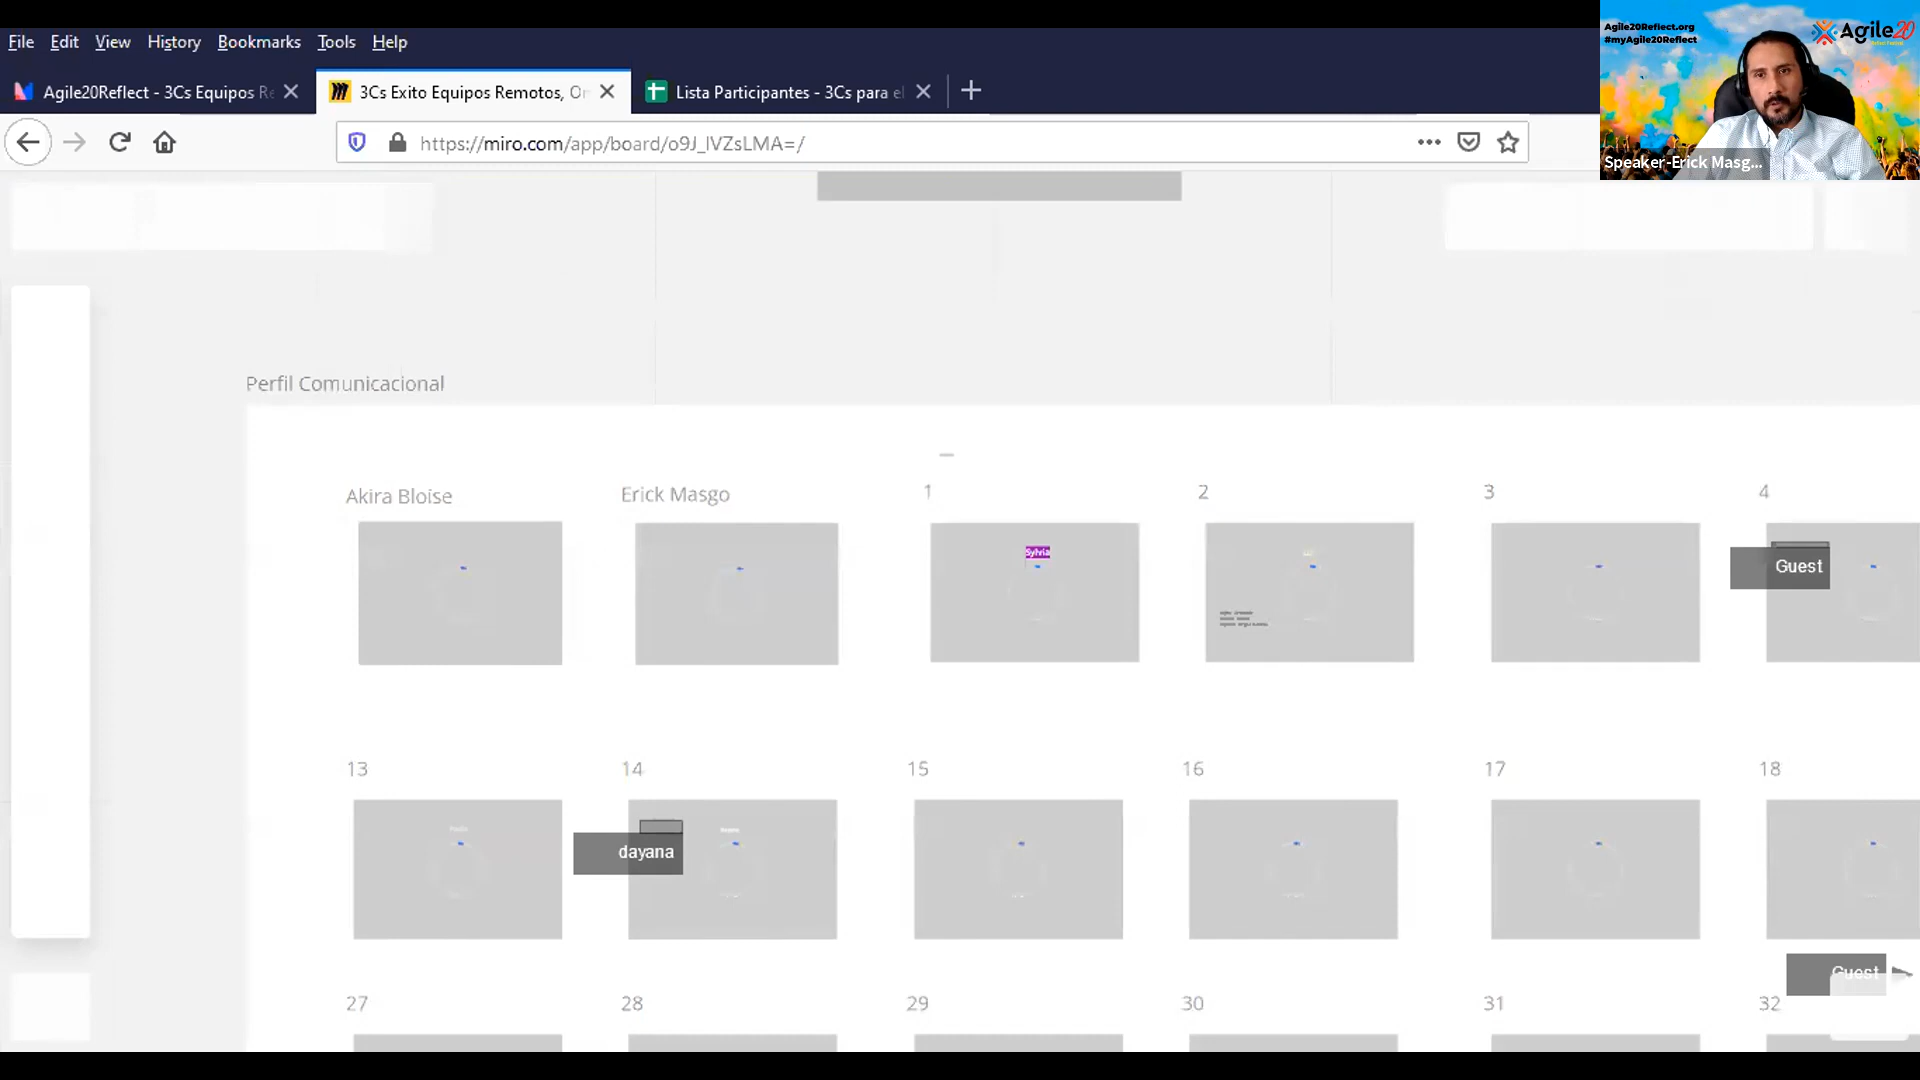 File Edit View History Bookmarks Tools Help
Agile20Reflect.org
#myAgile20Reflect
Agile20
Agile20Reflect - 3Cs Equipos Re
3Cs Exito Equipos Remotos, On
Lista Participantes - 3Cs para el
https://miro.com/app/board/o9J_lVZsLMA=/
Speaker-Erick Masg...
Perfil Comunicacional
Akira Bloise
Erick Masgo
1
2
3
4
Sylvia
Guest
13
14
15
16
17
18
dayana
Guest
27
28
29
30
31
32